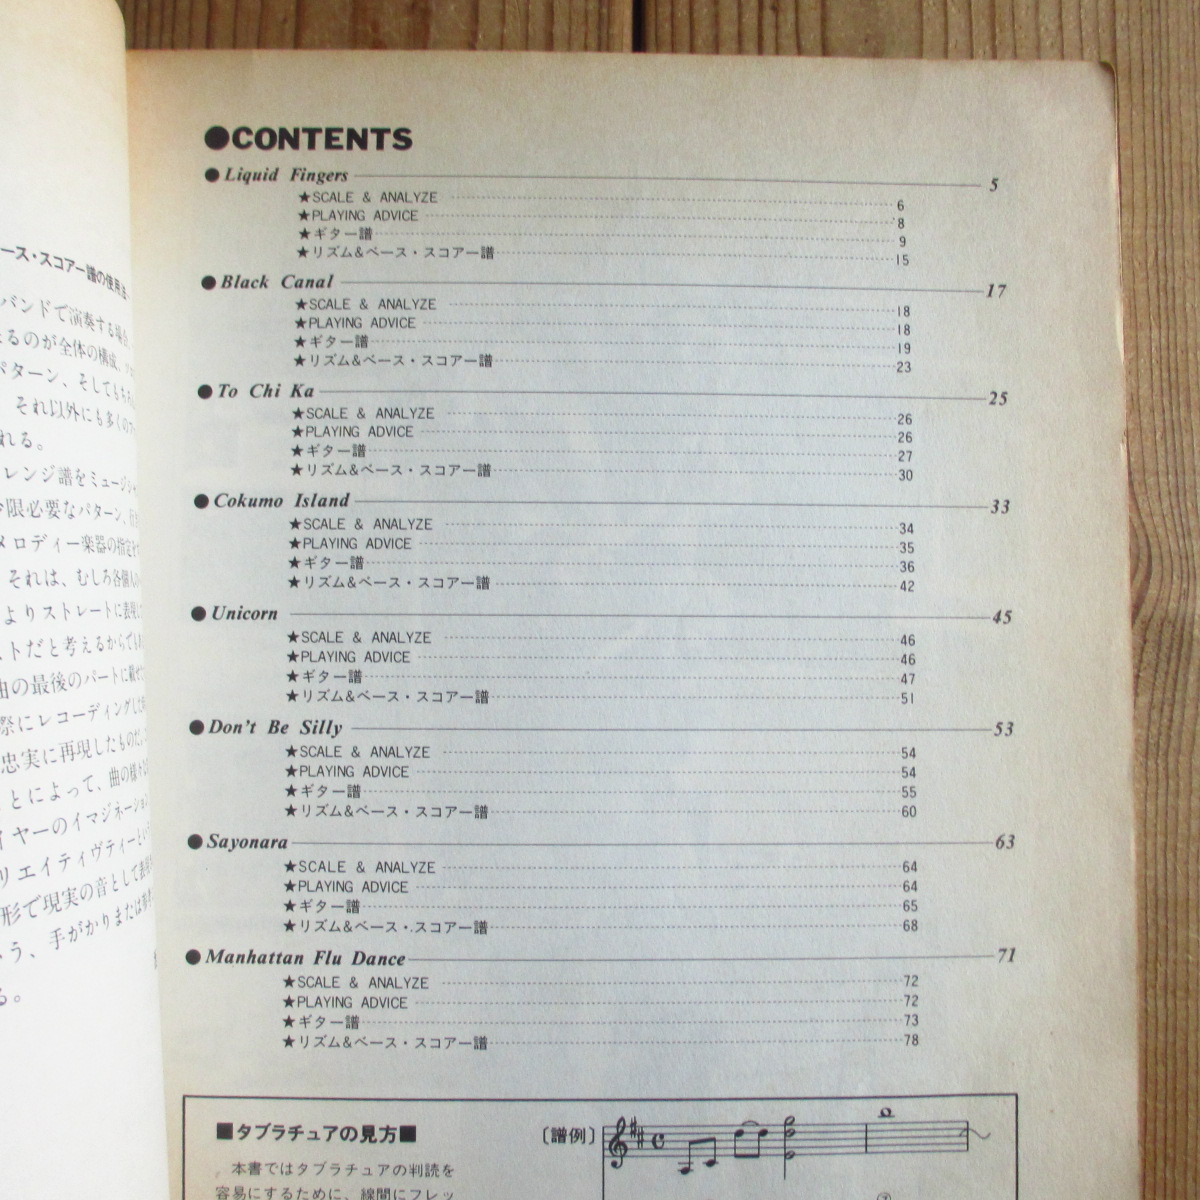 ース・スコアー譜の使用法
バンドで演奏する場合
るのが全体の構成、
パターン、そしてもちろ
それ以外にも多くの
れる。
レンジ譜をミュージシャ
限必要なパターン、
メロディー楽器の指定を
それは、むしろ各個人
よりストレートに表現し
トだと考えるからでもあ
曲の最後のパートに載せ
際にレコーディングした
忠実に再現したものだ。
とによって、曲の様々な
イヤーのイマジネーション
リエイティヴティーとい
形で現実の音として表現
う、手がかりまたは
る。
●CONTENTS
●Liquid Fingers 5
★SCALE & ANALYZE 6
★PLAYING ADVICE 8
★ギター譜 9
★リズム&ベース・スコアー譜 15
●Black Canal 17
★SCALE & ANALYZE 18
★PLAYING ADVICE 18
★ギター譜 19
★リズム&ベース・スコアー譜 23
●To Chi Ka 25
★SCALE & ANALYZE 26
★PLAYING ADVICE 26
★ギター譜 27
★リズム&ベース・スコアー譜 30
●Cokumo Island 33
★SCALE & ANALYZE 34
★PLAYING ADVICE 35
★ギター譜 36
★リズム&ベース・スコアー譜 42
●Unicorn 45
★SCALE & ANALYZE 46
★PLAYING ADVICE 46
★ギター譜 47
★リズム&ベース・スコアー譜 51
●Don't Be Silly 53
★SCALE & ANALYZE 54
★PLAYING ADVICE 54
★ギター譜 55
★リズム&ベース・スコアー譜 60
●Sayonara 63
★SCALE & ANALYZE 64
★PLAYING ADVICE 64
★ギター譜 65
★リズム&ベース・スコアー譜 68
●Manhattan Flu Dance 71
★SCALE & ANALYZE 72
★PLAYING ADVICE 72
★ギター譜 73
★リズム&ベース・スコアー譜 78
■タブラチュアの見方■
本書ではタブラチュアの判読を
容易にするために、線間にフレッ
〔譜例〕